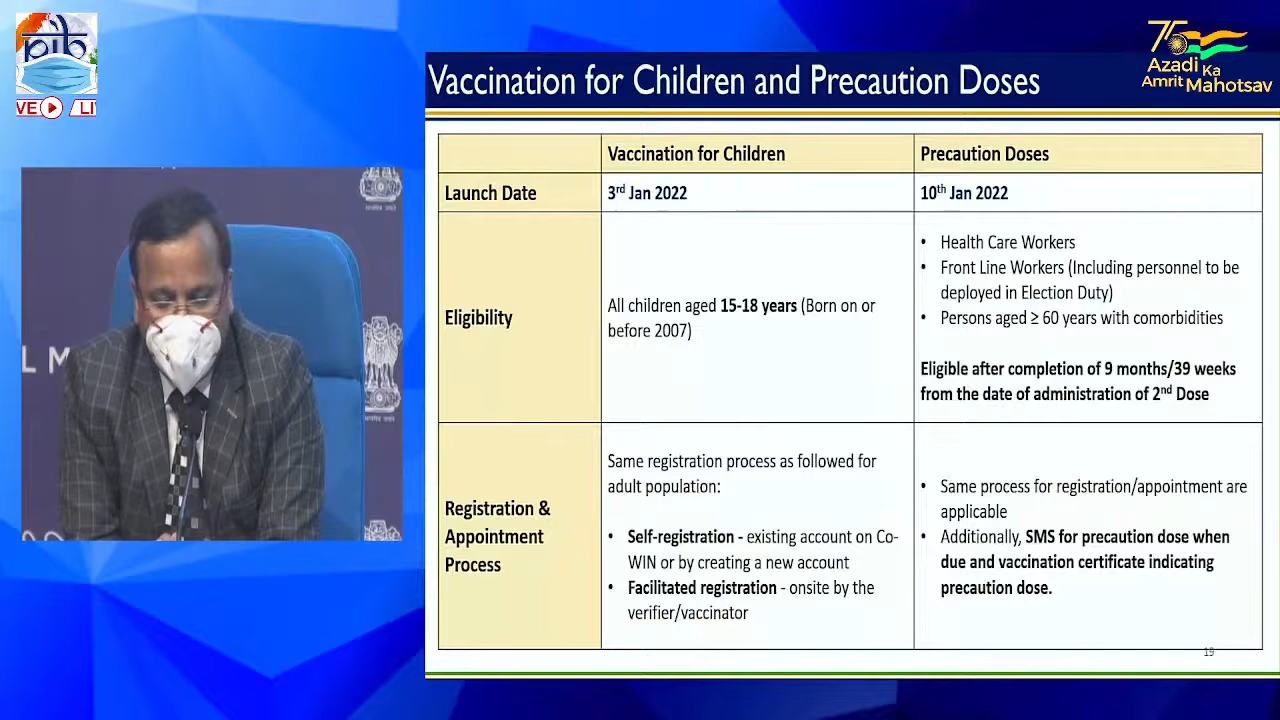 pib
VE LI
75
Azadi Ka
Amrit Mahotsav
Vaccination for Children and Precaution Doses
Vaccination for Children
Precaution Doses
Launch Date
3rd Jan 2022
10th Jan 2022
Eligibility
All children aged 15-18 years (Born on or
before 2007)
• Health Care Workers
• Front Line Workers (Including personnel to be
deployed in Election Duty)
• Persons aged ≥ 60 years with comorbidities
Eligible after completion of 9 months/39 weeks
from the date of administration of 2nd Dose
Registration &
Appointment
Process
Same registration process as followed for
adult population:
• Self-registration - existing account on Co-
WIN or by creating a new account
• Facilitated registration - onsite by the
verifier/vaccinator
• Same process for registration/appointment are
applicable
• Additionally, SMS for precaution dose when
due and vaccination certificate indicating
precaution dose.
19
L M